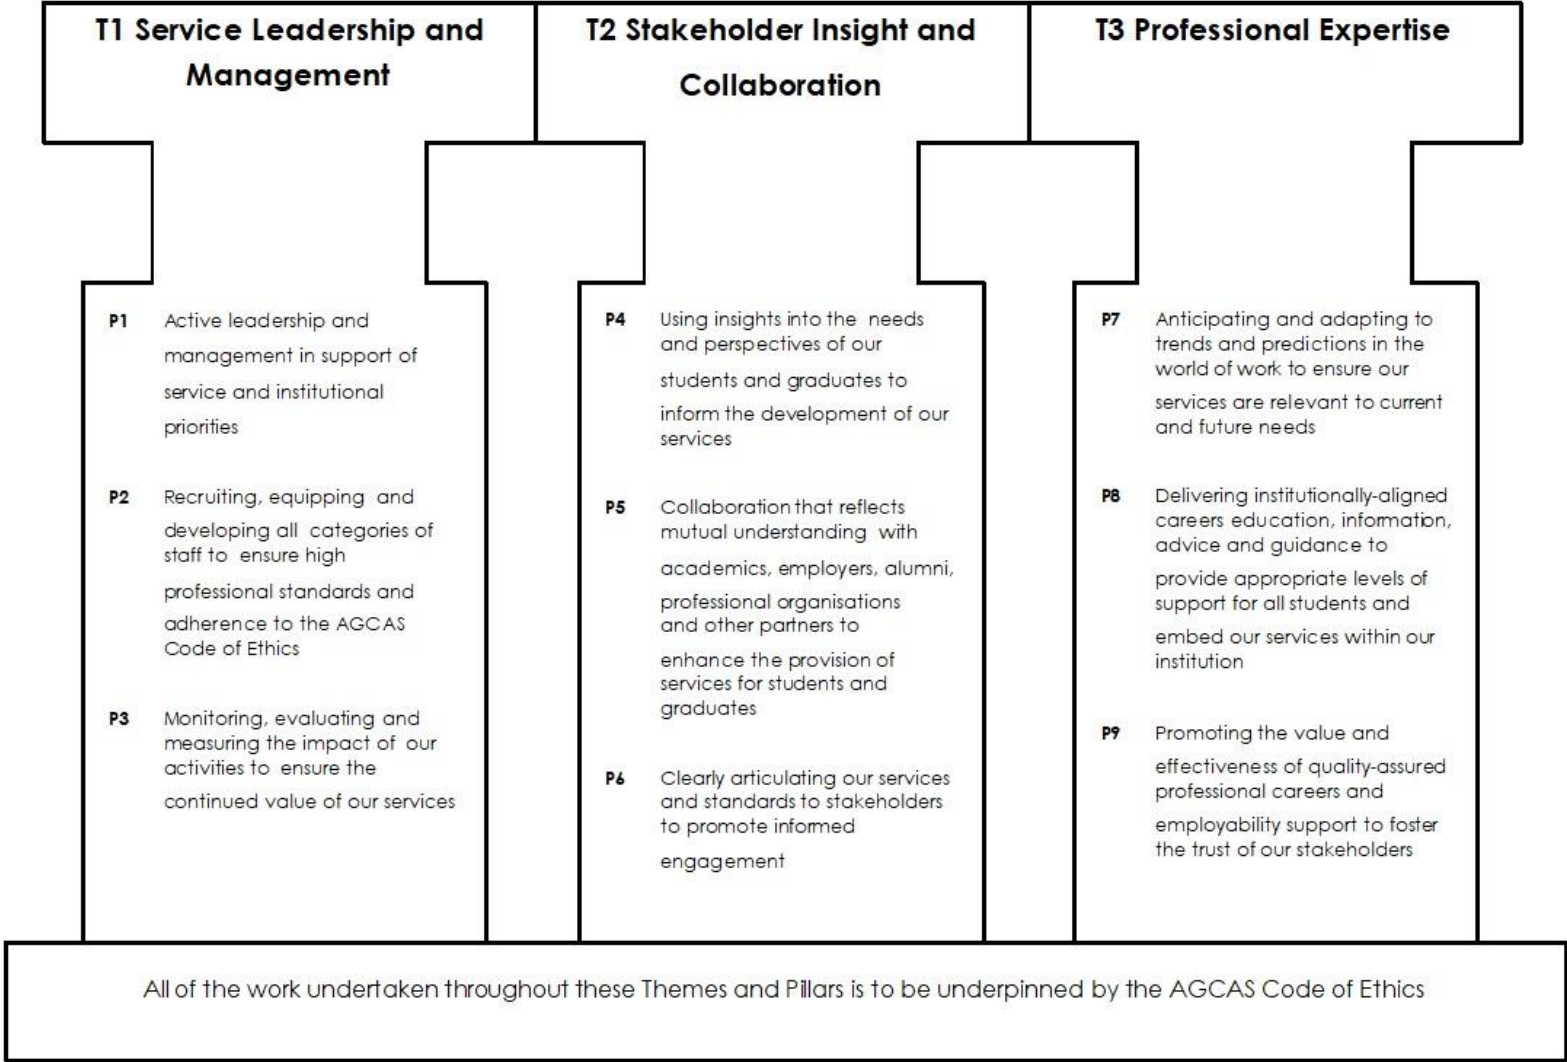 T1 Service Leadership and
Management
T2 Stakeholder Insight and
Collaboration
T3 Professional Expertise
P1 Active leadership and
management in support of
service and institutional
priorities
P2 Recruiting, equipping and
developing all categories of
staff to ensure high
professional standards and
adherence to the AGCAS
Code of Ethics
P3 Monitoring, evaluating and
measuring the impact of our
activities to ensure the
continued value of our services
P4 Using insights into the needs
and perspectives of our
students and graduates to
inform the development of our
services
P5 Collaboration that reflects
mutual understanding with
academics, employers, alumni,
professional organisations
and other partners to
enhance the provision of
services for students and
graduates
P6 Clearly articulating our services
and standards to stakeholders
to promote informed
engagement
P7 Anticipating and adapting to
trends and predictions in the
world of work to ensure our
services are relevant to current
and future needs
P8 Delivering institutionally-aligned
careers education, information,
advice and guidance to
provide appropriate levels of
support for all students and
embed our services within our
institution
P9 Promoting the value and
effectiveness of quality-assured
professional careers and
employability support to foster
the trust of our stakeholders
All of the work undertaken throughout these Themes and Pillars is to be underpinned by the AGCAS Code of Ethics